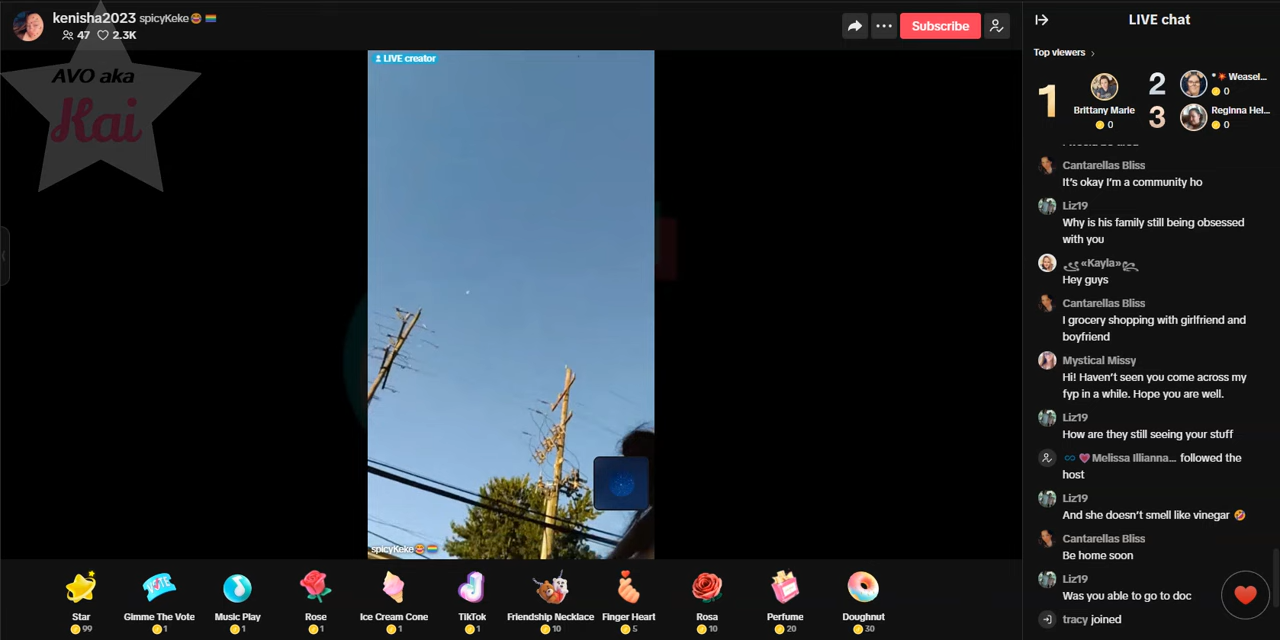 kenisha2023 spicyKeke🥞🏳️‍🌈
47 2.3K
Subscribe
AVO aka
Kai
LIVE creator
spicyKeke🥞🏳️‍🌈
Star
99
Gimme The Vote
1
Music Play
1
Rose
1
Ice Cream Cone
1
TikTok
1
Friendship Necklace
10
Finger Heart
5
Rosa
10
Perfume
20
Doughnut
30
LIVE chat
Top viewers
1
Brittany Marie
0
2
Weasel...
0
3
Reginna Hel...
0
Cantarellas Bliss
It's okay I'm a community ho
Liz19
Why is his family still being obsessed
with you
«Kayla»
Hey guys
Cantarellas Bliss
I grocery shopping with girlfriend and
boyfriend
Mystical Missy
Hi! Haven't seen you come across my
fyp in a while. Hope you are well.
Liz19
How are they still seeing your stuff
Melissa Illianna... followed the
host
Liz19
And she doesn't smell like vinegar 🤣
Cantarellas Bliss
Be home soon
Liz19
Was you able to go to doc
tracy joined